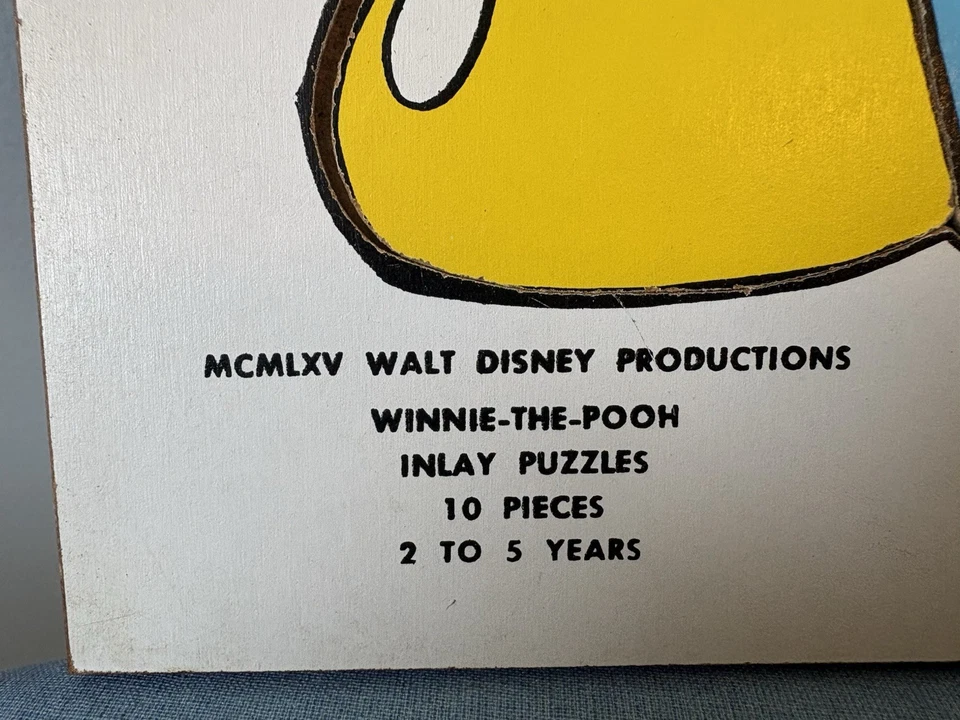 MCMLXV WALT DISNEY PRODUCTIONS
WINNIE-THE-POOH
INLAY PUZZLES
10 PIECES
2 TO 5 YEARS